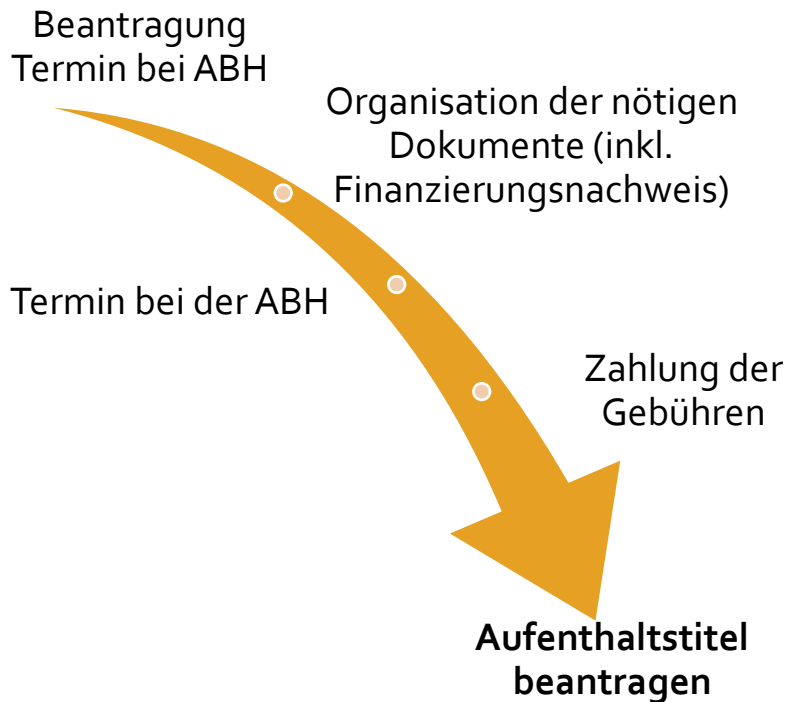 Beantragung
Termin bei ABH
Organisation der nötigen
Dokumente (inkl.
Finanzierungsnachweis)
Termin bei der ABH
Zahlung der
Gebühren
Aufenthaltstitel
beantragen